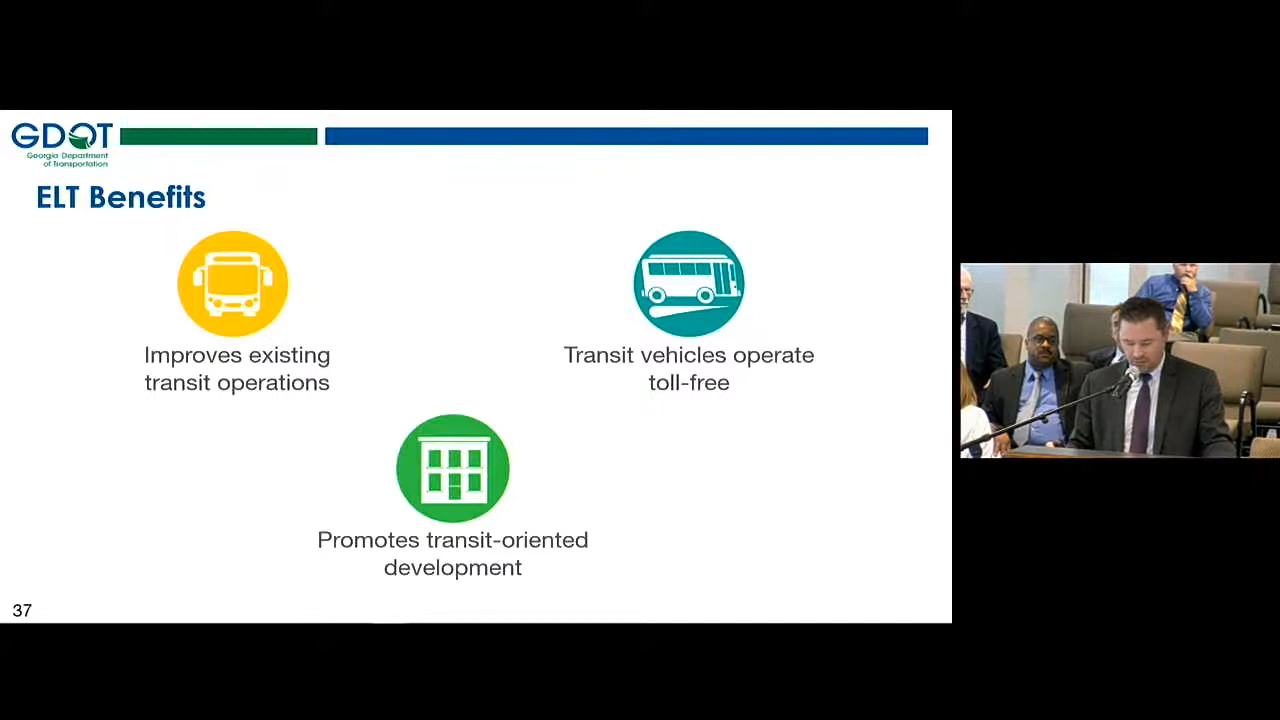 GDOT
Georgia Department
of Transportation
ELT Benefits
Improves existing
transit operations
Transit vehicles operate
toll-free
Promotes transit-oriented
development
37